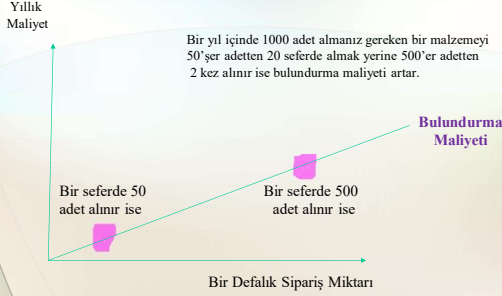 Yıllık
Maliyet
Bir yıl içinde 1000 adet almanız gereken bir malzemeyi
50’şer adetten 20 seferde almak yerine 500’er adetten
2 kez alınır ise bulundurma maliyeti artar.
Bulundurma
Maliyeti
Bir seferde 50
adet alınır ise
Bir seferde 500
adet alınır ise
Bir Defalık Sipariş Miktarı